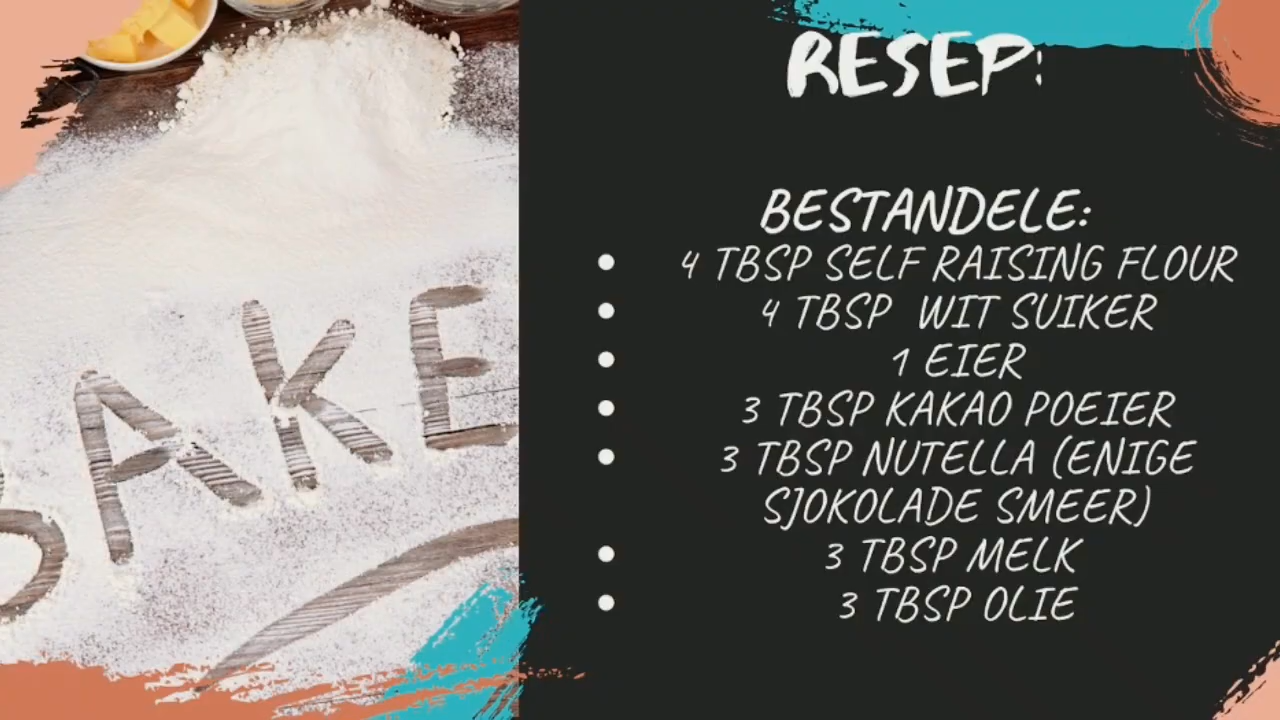 RESEP:
BESTANDELE:
4 TBSP SELF RAISING FLOUR
4 TBSP WIT SUIKER
1 EIER
3 TBSP KAKAO POEIER
3 TBSP NUTELLA (ENIGE
SJOKOLADE SMEER)
3 TBSP MELK
3 TBSP OLIE
BAKE